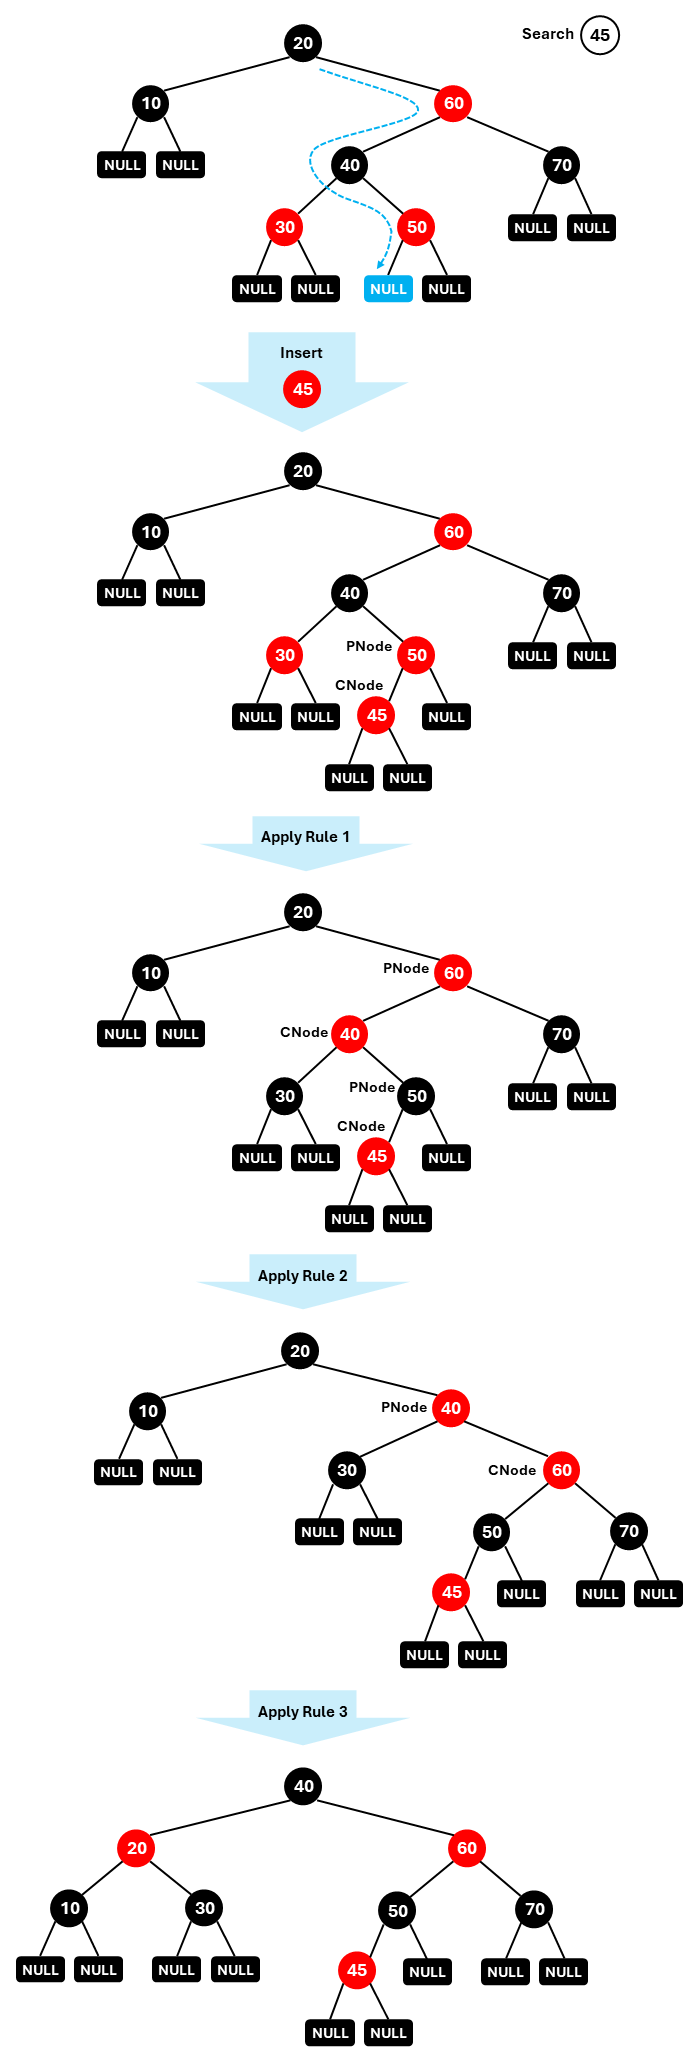 20
Search 45
10
60
NULL NULL
40
70
30
50
NULL NULL
NULL NULL NULL NULL
Insert
45
20
10
60
NULL NULL
40
70
30
PNode 50
NULL NULL
CNode
NULL NULL 45 NULL
NULL NULL
Apply Rule 1
20
10
PNode 60
NULL NULL
CNode 40
70
30
PNode 50
NULL NULL
CNode
NULL NULL 45 NULL
NULL NULL
Apply Rule 2
20
10
PNode 40
NULL NULL
30
CNode 60
NULL NULL
50
70
45
NULL
NULL NULL
NULL NULL
Apply Rule 3
40
20
60
10
30
50
70
NULL NULL NULL NULL 45 NULL NULL NULL
NULL NULL